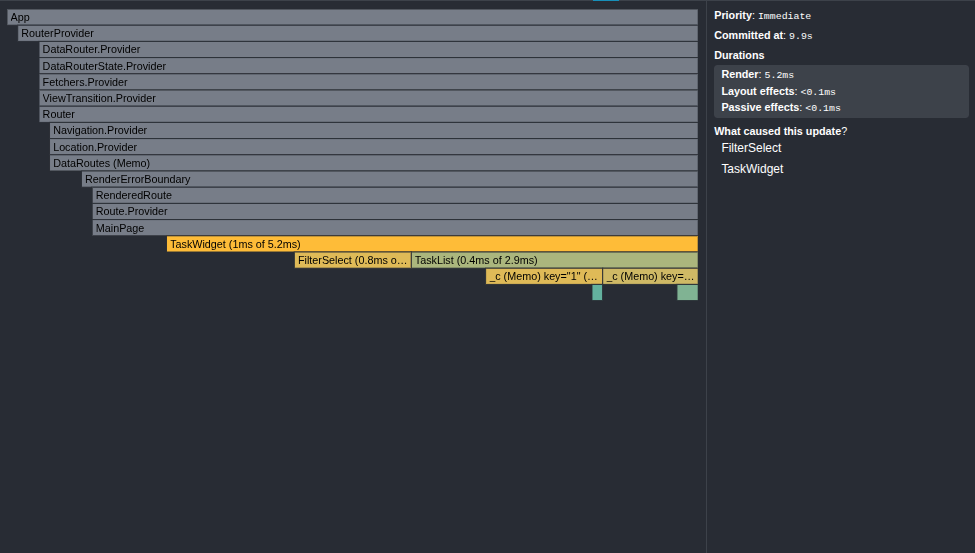 App
RouterProvider
DataRouter.Provider
DataRouterState.Provider
Fetchers.Provider
ViewTransition.Provider
Router
Navigation.Provider
Location.Provider
DataRoutes (Memo)
RenderErrorBoundary
RenderedRoute
Route.Provider
MainPage
TaskWidget (1ms of 5.2ms)
FilterSelect (0.8ms o… TaskList (0.4ms of 2.9ms)
_c (Memo) key="1" (… _c (Memo) key=…
Priority: Immediate
Committed at: 9.9s
Durations
Render: 5.2ms
Layout effects: <0.1ms
Passive effects: <0.1ms
What caused this update?
FilterSelect
TaskWidget